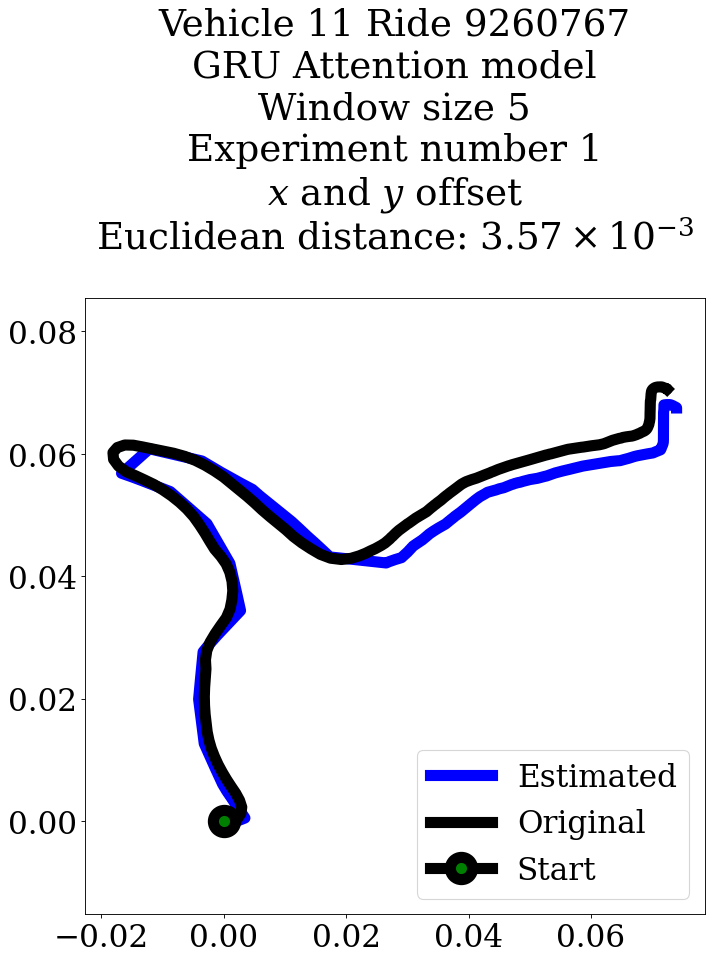 Vehicle 11 Ride 9260767
GRU Attention model
Window size 5
Experiment number 1
x and y offset
Euclidean distance: 3.57 × 10⁻³
0.08
0.06
0.04
0.02
0.00
Estimated
Original
Start
−0.02 0.00 0.02 0.04 0.06